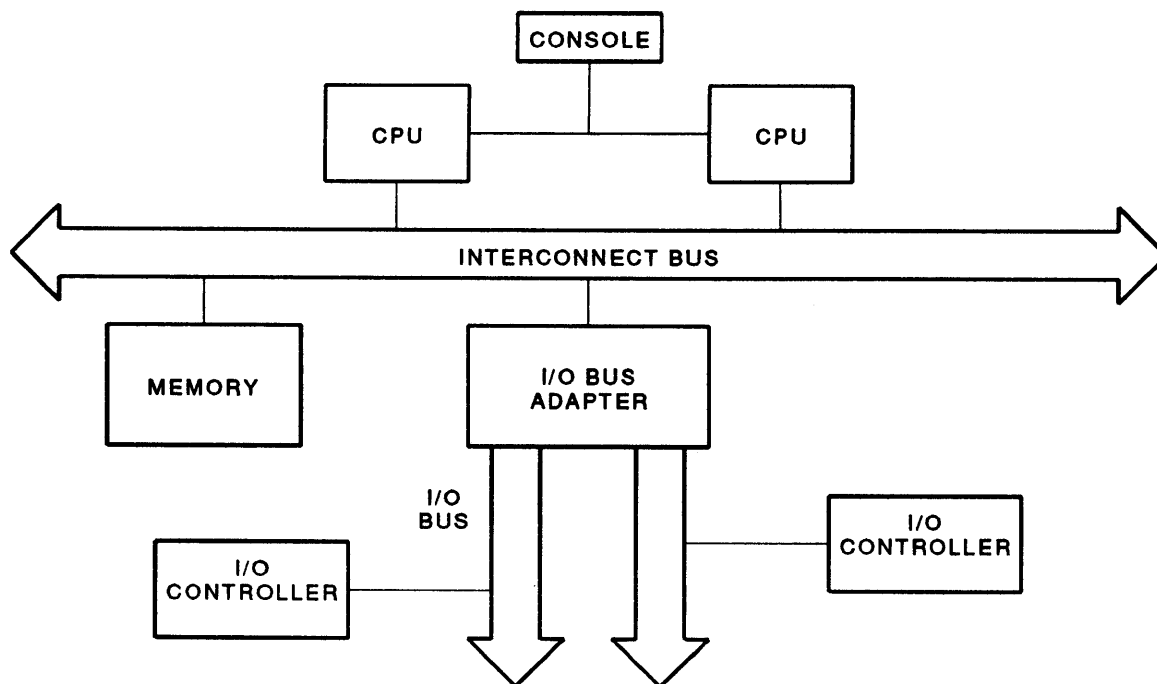 CONSOLE
CPU
CPU
INTERCONNECT BUS
MEMORY
I/O BUS
ADAPTER
I/O
BUS
I/O
CONTROLLER
I/O
CONTROLLER